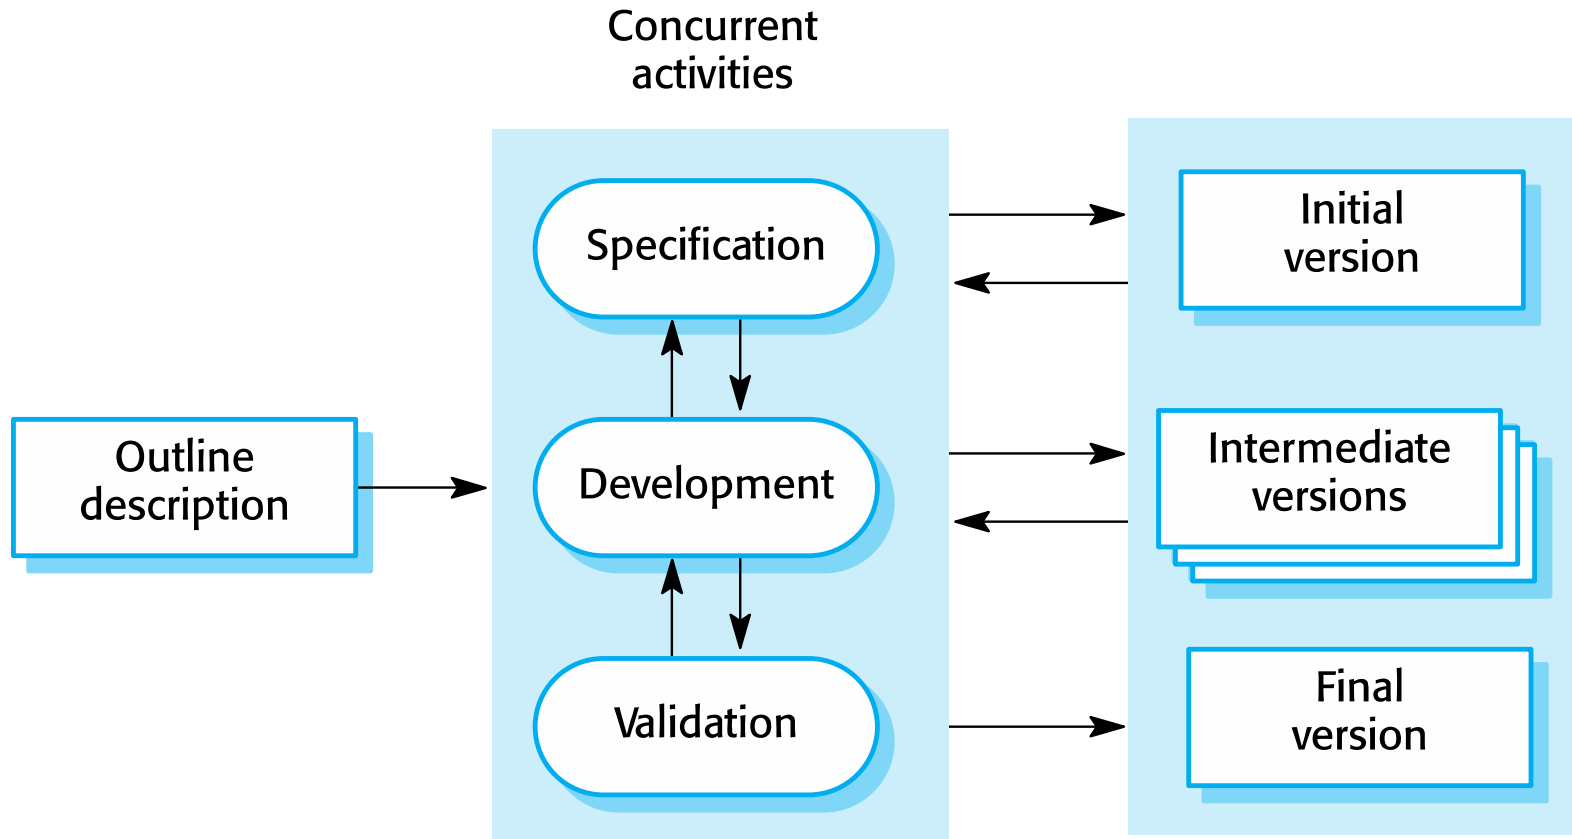 Concurrent
activities
Specification
Initial
version
Outline
description
Development
Intermediate
versions
Validation
Final
version